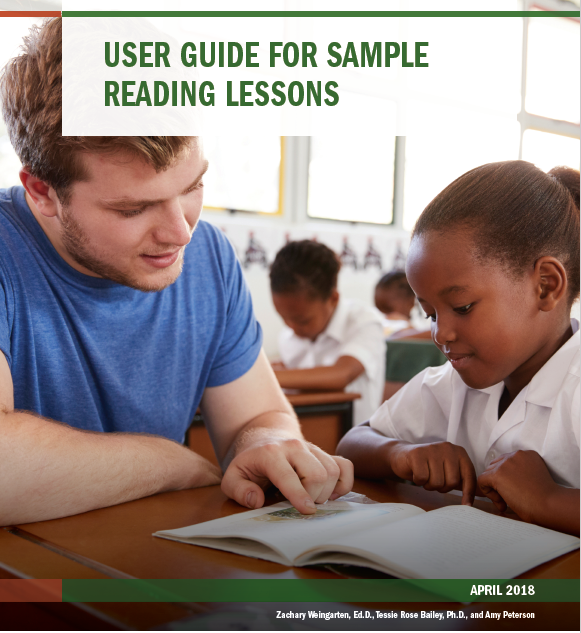 USER GUIDE FOR SAMPLE
READING LESSONS
APRIL 2018
Zachary Weingarten, Ed.D., Tessie Rose Bailey, Ph.D., and Amy Peterson